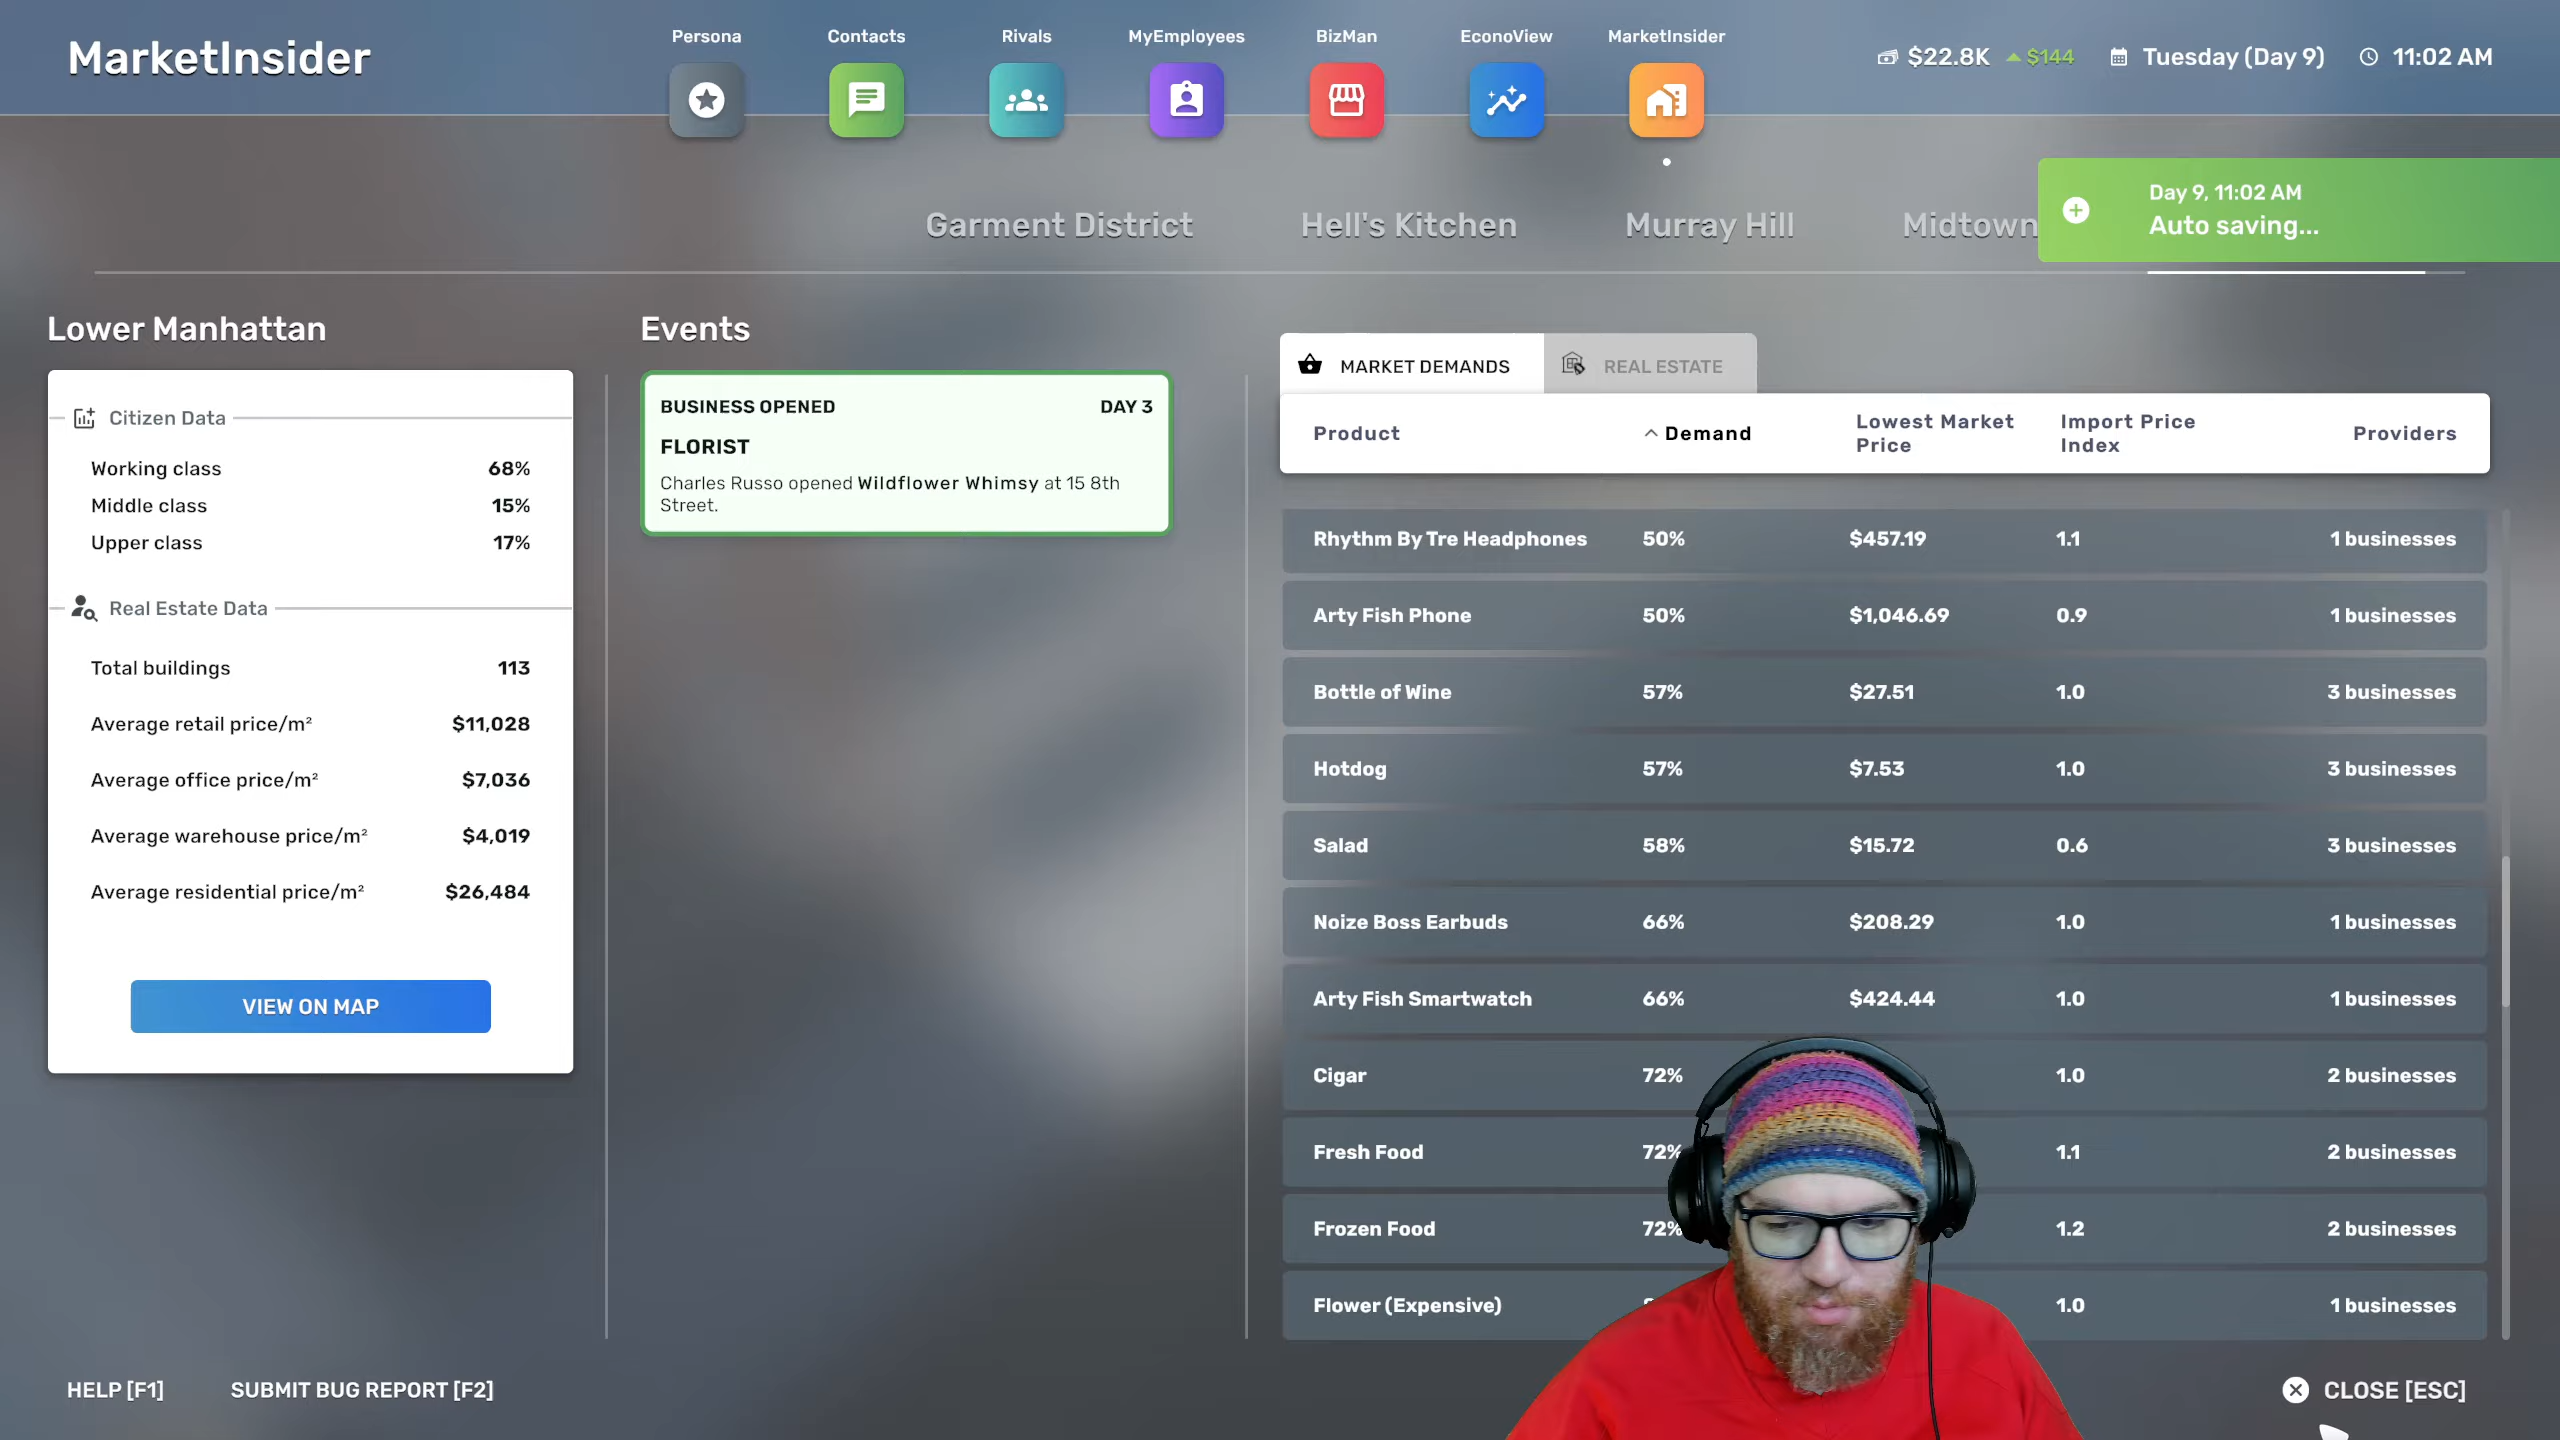 MarketInsider
Persona
Contacts
Rivals
MyEmployees
BizMan
EconoView
MarketInsider
$22.8K
$144
Tuesday (Day 9)
11:02 AM
Garment District
Hell's Kitchen
Murray Hill
Midtown
Day 9, 11:02 AM
Auto saving...
Lower Manhattan
Citizen Data
Working class 68%
Middle class 15%
Upper class 17%
Real Estate Data
Total buildings 113
Average retail price/m² $11,028
Average office price/m² $7,036
Average warehouse price/m² $4,019
Average residential price/m² $26,484
VIEW ON MAP
Events
BUSINESS OPENED DAY 3
FLORIST
Charles Russo opened Wildflower Whimsy at 15 8th
Street.
MARKET DEMANDS
REAL ESTATE
Product Demand Lowest Market Price Import Price Index Providers
Rhythm By Tre Headphones 50% $457.19 1.1 1 businesses
Arty Fish Phone 50% $1,046.69 0.9 1 businesses
Bottle of Wine 57% $27.51 1.0 3 businesses
Hotdog 57% $7.53 1.0 3 businesses
Salad 58% $15.72 0.6 3 businesses
Noize Boss Earbuds 66% $208.29 1.0 1 businesses
Arty Fish Smartwatch 66% $424.44 1.0 1 businesses
Cigar 72% 1.0 2 businesses
Fresh Food 72% 1.1 2 businesses
Frozen Food 72% 1.2 2 businesses
Flower (Expensive) 1.0 1 businesses
HELP [F1]
SUBMIT BUG REPORT [F2]
CLOSE [ESC]